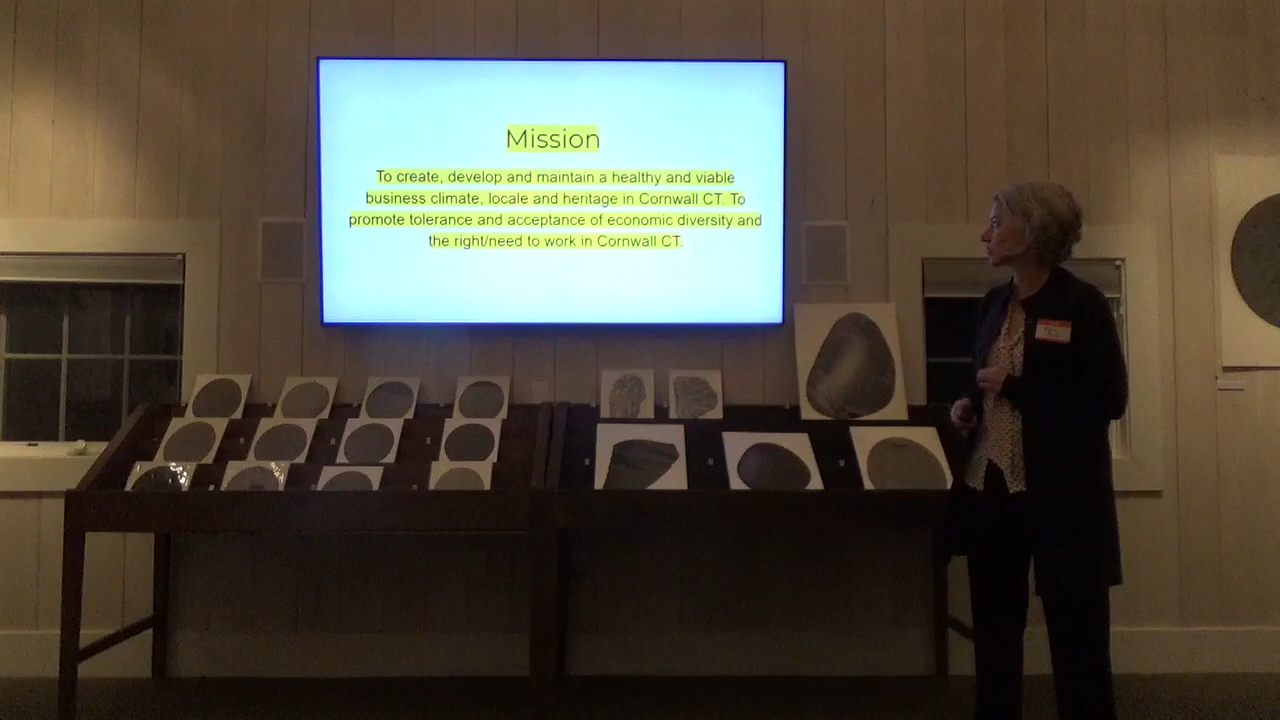 Mission
To create, develop and maintain a healthy and viable
business climate, locale and heritage in Cornwall CT. To
promote tolerance and acceptance of economic diversity and
the right/need to work in Cornwall CT.